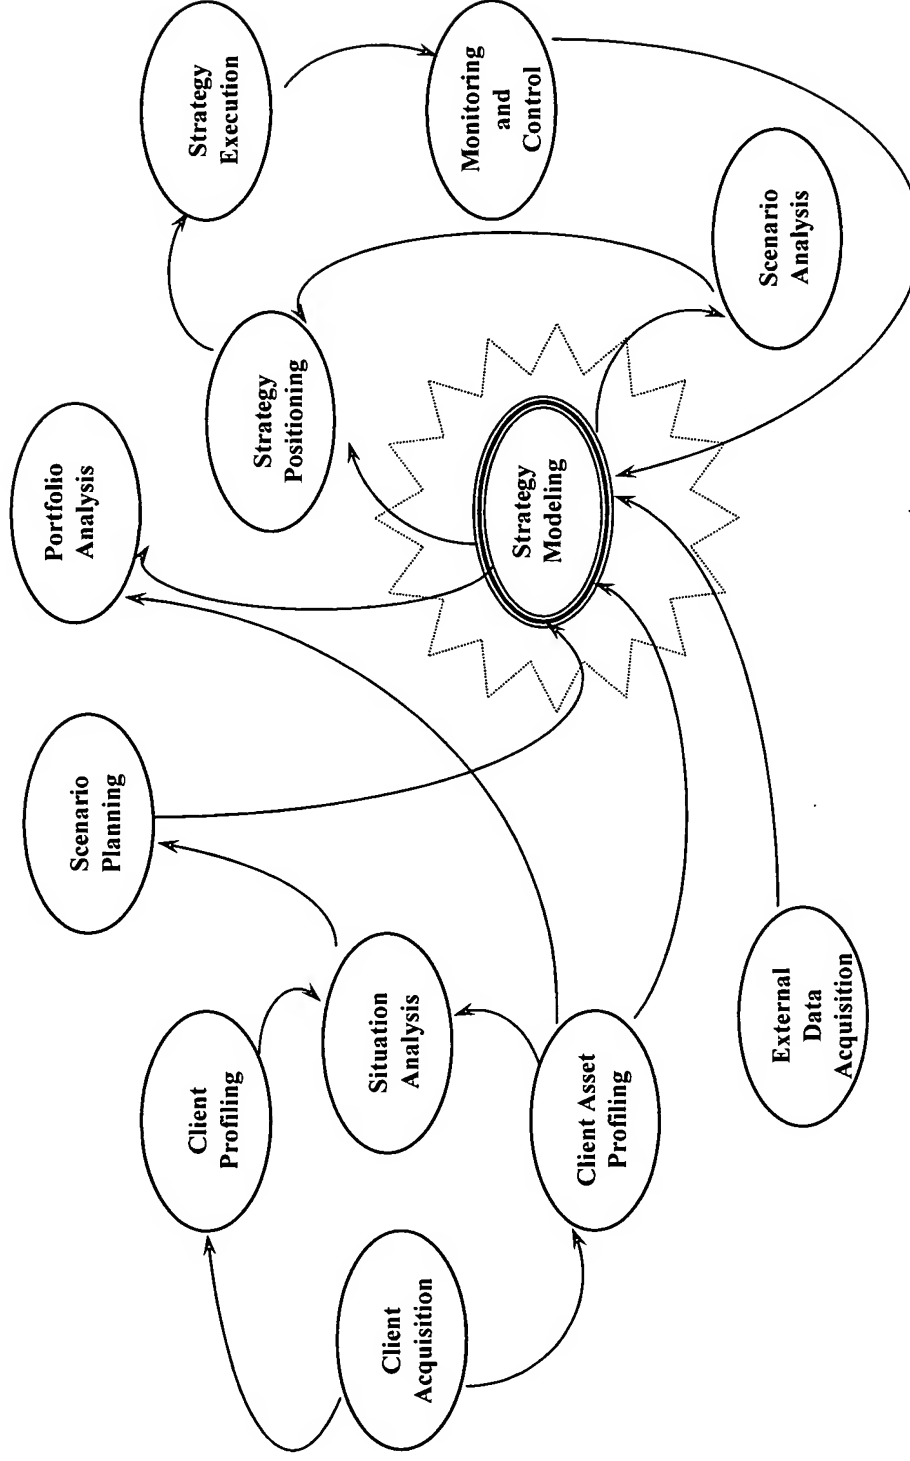 Scenario
Planning
Portfolio
Analysis
Client
Profiling
Strategy
Execution
Strategy
Positioning
Client
Acquisition
Situation
Analysis
Monitoring
and
Control
Strategy
Modeling
Client Asset
Profiling
Scenario
Analysis
External
Data
Acquisition